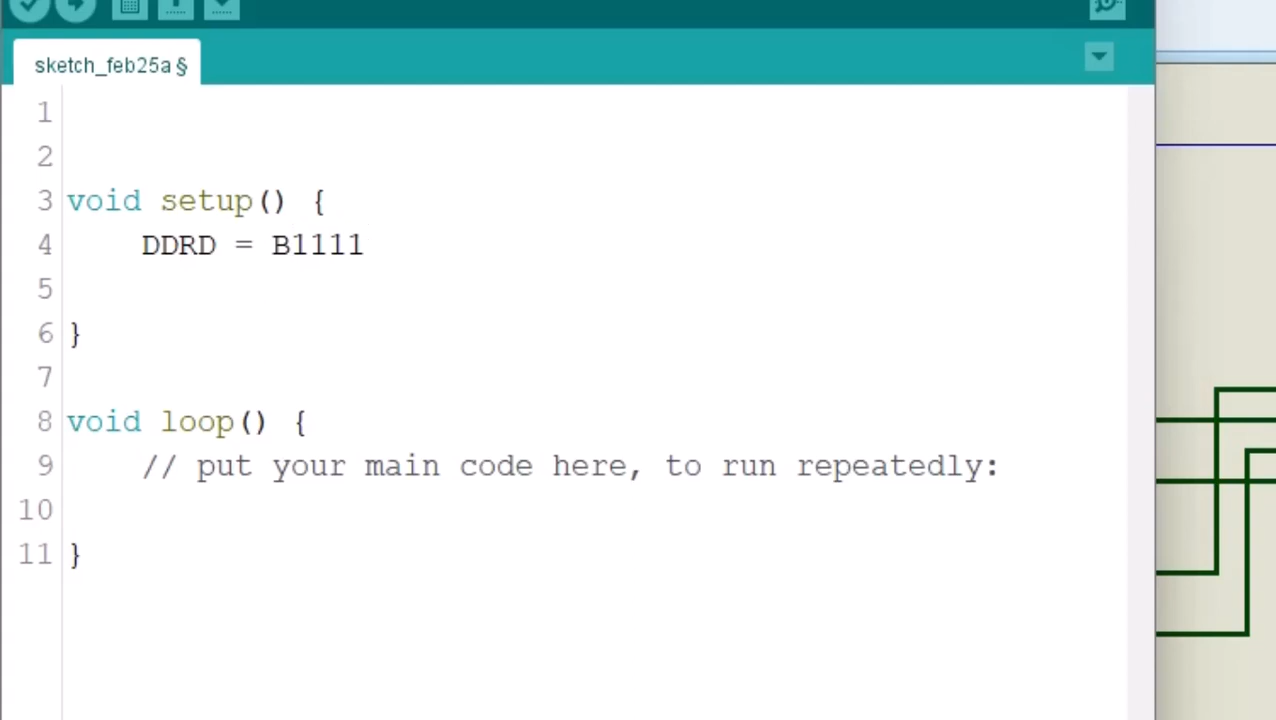 sketch_feb25a §
1
2
3 void setup() {
4 DDRD = B1111
5
6 }
7
8 void loop() {
9 // put your main code here, to run repeatedly:
10
11 }